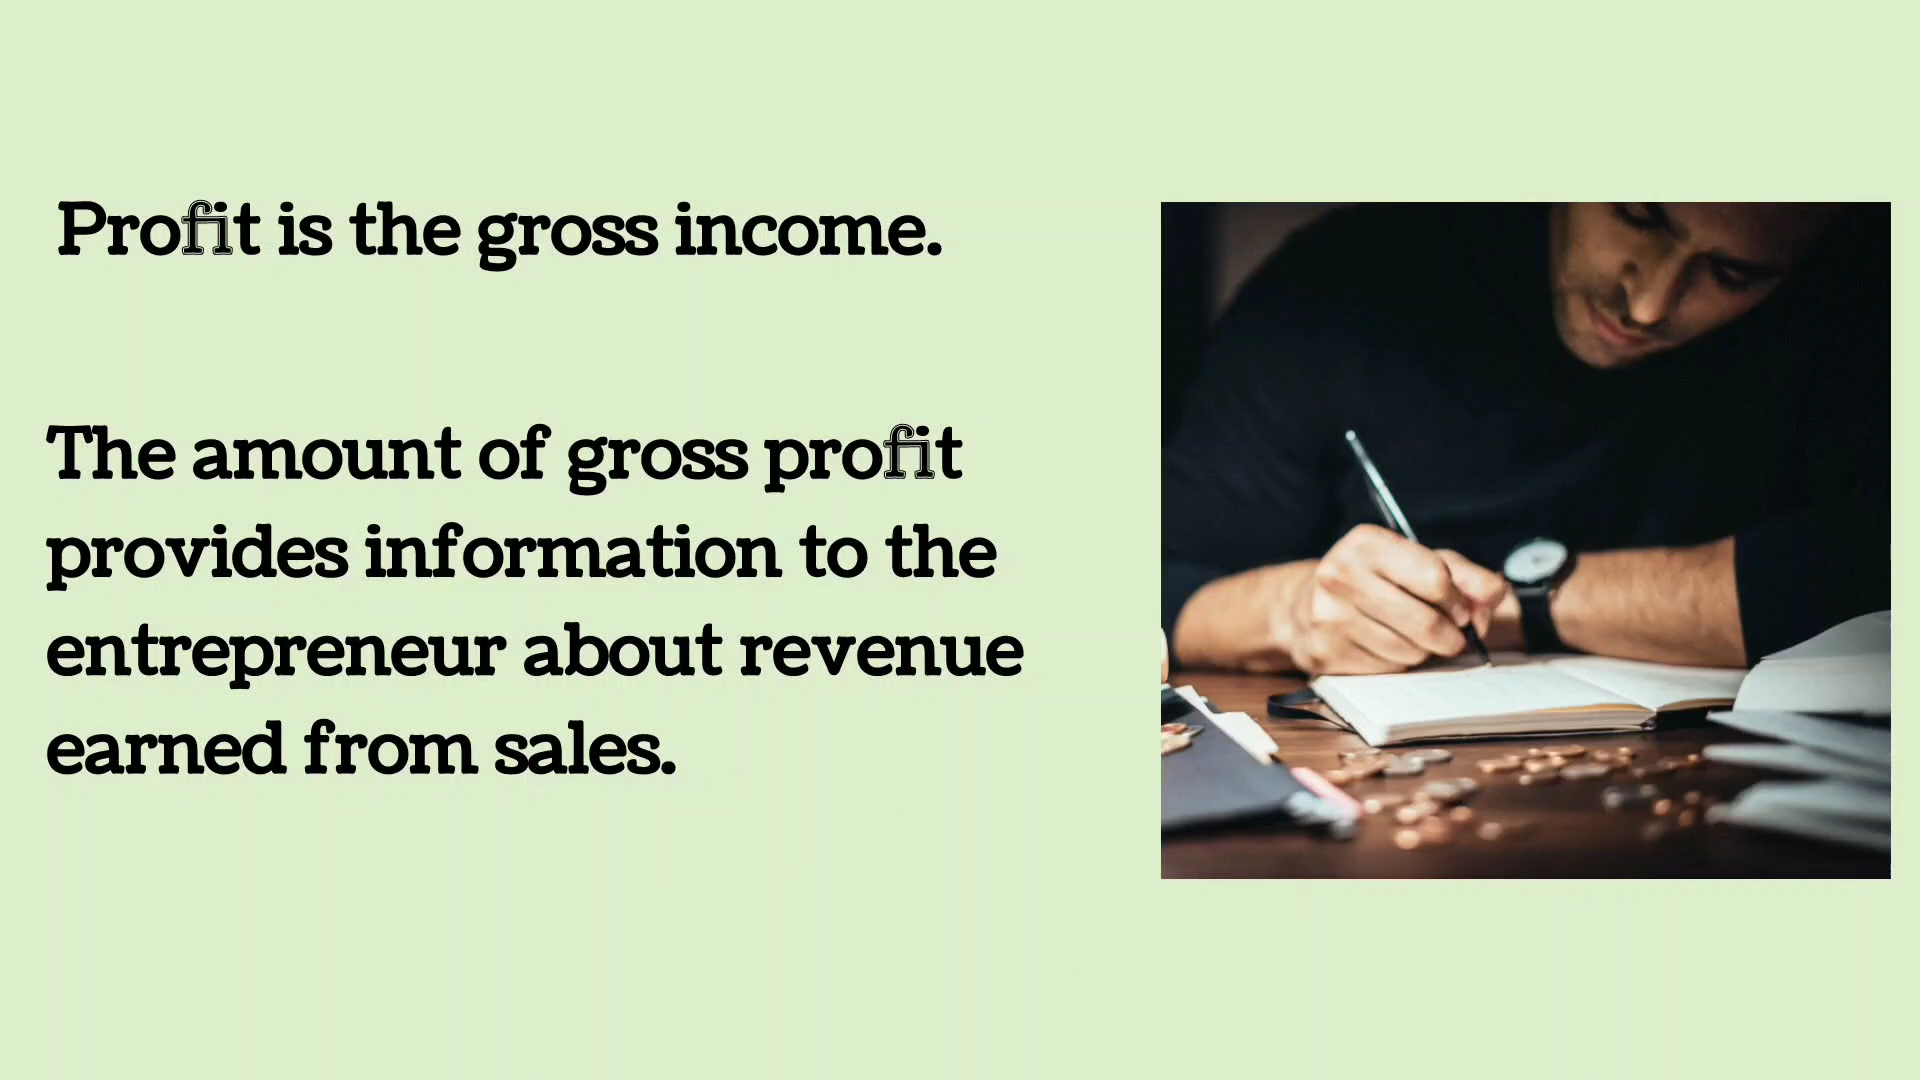 Profit is the gross income.
The amount of gross profit
provides information to the
entrepreneur about revenue
earned from sales.